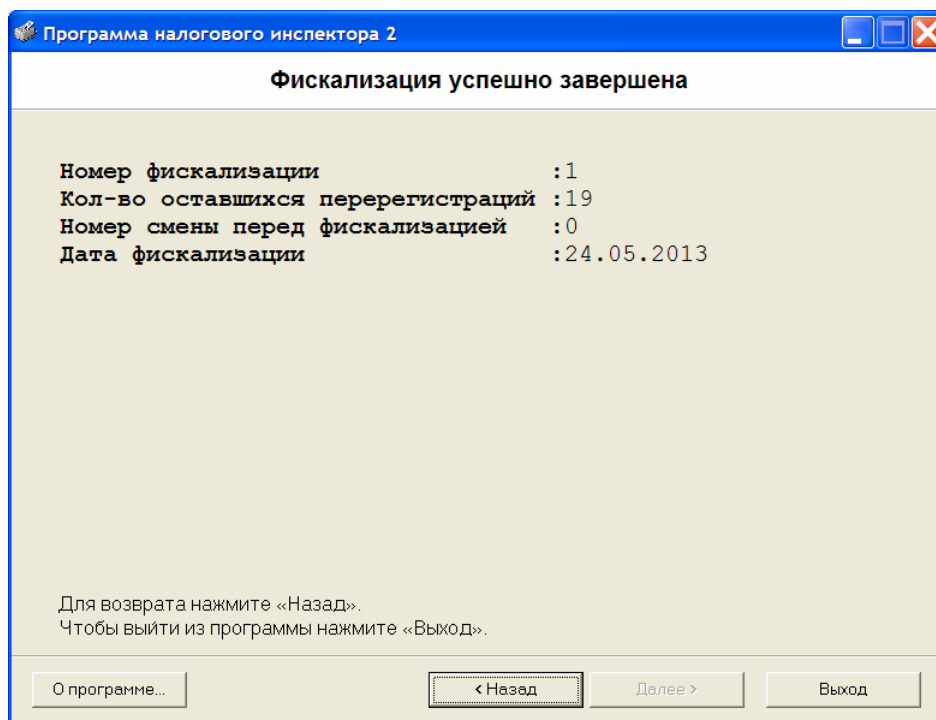 Программа налогового инспектора 2
Фискализация успешно завершена
Номер фискализации :1
Кол-во оставшихся перерегистраций :19
Номер смены перед фискализацией :0
Дата фискализации :24.05.2013
Для возврата нажмите «Назад».
Чтобы выйти из программы нажмите «Выход».
О программе... < Назад Далее > Выход